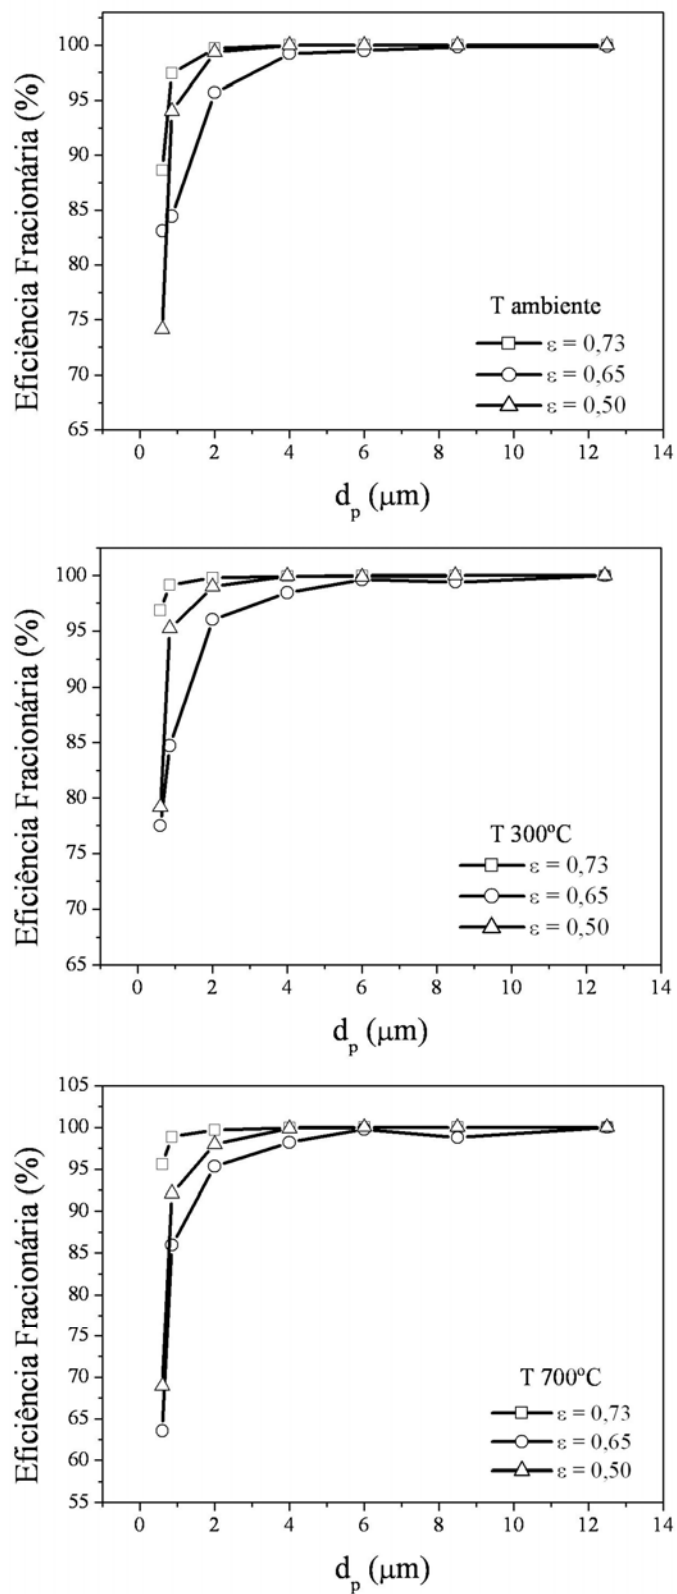 Eficiência Fracionária (%)
100
95
90
85
80
75
70
65
T ambiente
ε = 0,73
ε = 0,65
ε = 0,50
0 2 4 6 8 10 12 14
dp (μm)
Eficiência Fracionária (%)
100
95
90
85
80
75
70
65
T 300ºC
ε = 0,73
ε = 0,65
ε = 0,50
0 2 4 6 8 10 12 14
dp (μm)
Eficiência Fracionária (%)
105
100
95
90
85
80
75
70
65
60
55
T 700ºC
ε = 0,73
ε = 0,65
ε = 0,50
0 2 4 6 8 10 12 14
dp (μm)